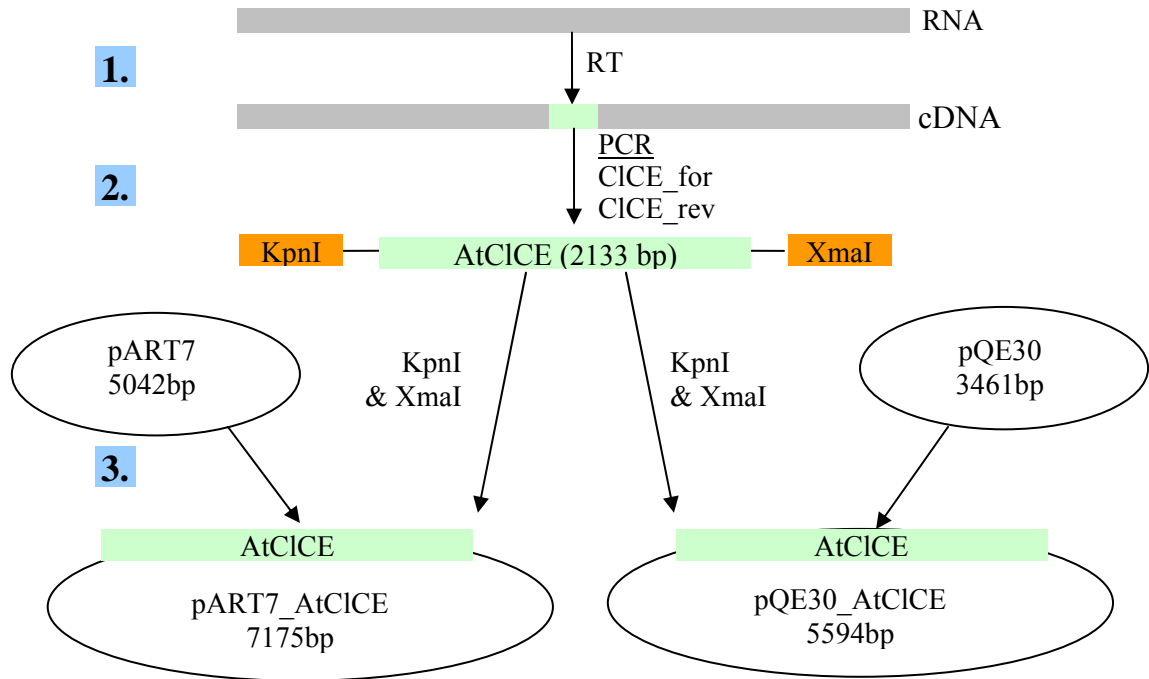 RNA
1.
RT
cDNA
PCR
ClCE_for
ClCE_rev
2.
KpnI
AtClCE (2133 bp)
XmaI
pART7
5042bp
KpnI
& XmaI
KpnI
& XmaI
pQE30
3461bp
3.
AtClCE
pART7_AtClCE
7175bp
AtClCE
pQE30_AtClCE
5594bp